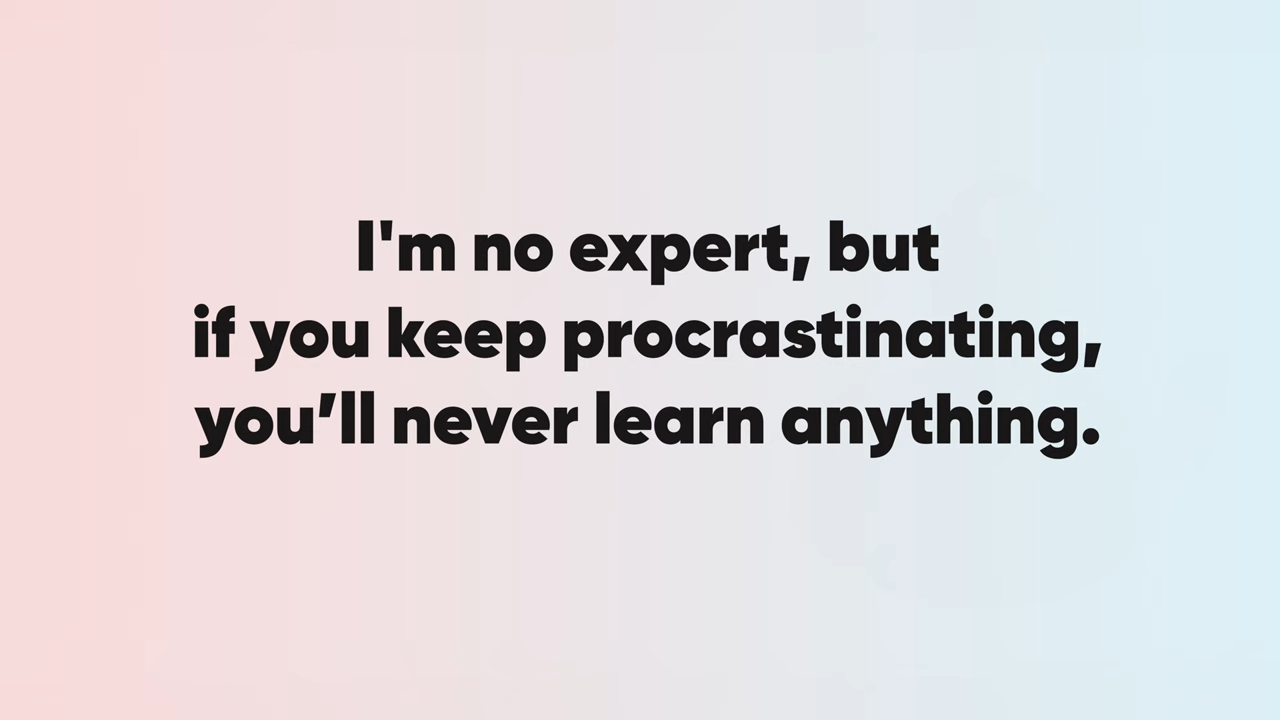 I'm no expert, but
if you keep procrastinating,
you’ll never learn anything.